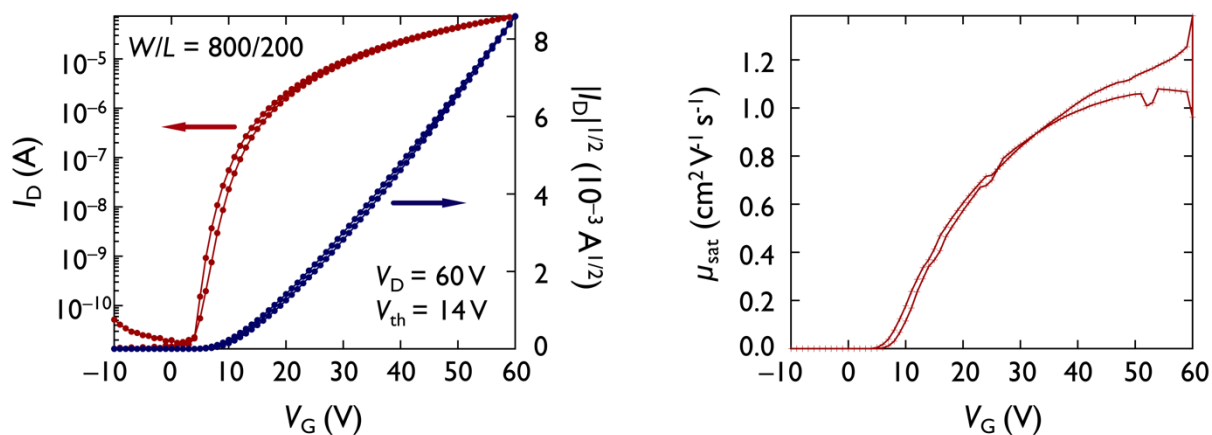 W/L = 800/200
10⁻⁵
10⁻⁶
10⁻⁷
10⁻⁸
10⁻⁹
10⁻¹⁰
I_D (A)
8
6
4
2
0
|I_D|^1/2 (10⁻³ A^1/2)
V_D = 60 V
V_th = 14 V
−10 0 10 20 30 40 50 60
V_G (V)
1.2
1.0
0.8
0.6
0.4
0.2
0.0
μ_sat (cm² V⁻¹ s⁻¹)
−10 0 10 20 30 40 50 60
V_G (V)